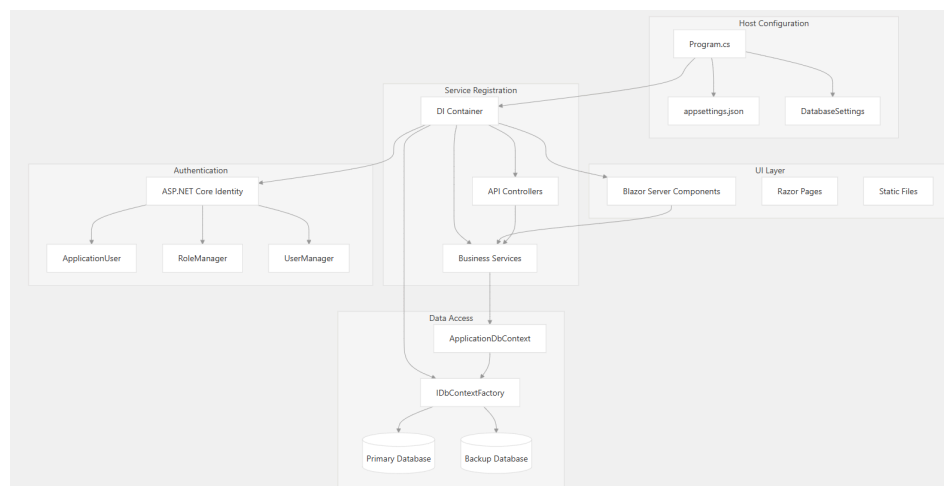 Host Configuration
Program.cs
appsettings.json
DatabaseSettings
Service Registration
DI Container
API Controllers
Business Services
Authentication
ASP.NET Core Identity
ApplicationUser
RoleManager
UserManager
UI Layer
Blazor Server Components
Razor Pages
Static Files
Data Access
ApplicationDbContext
IDbContextFactory
Primary Database
Backup Database